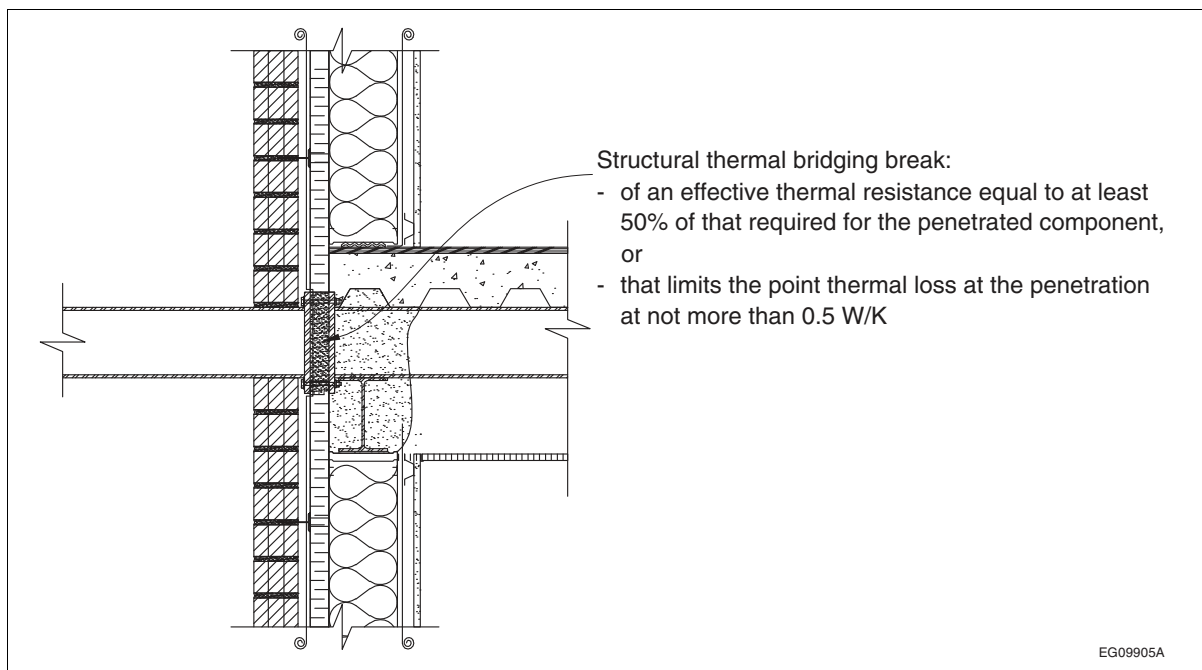 Structural thermal bridging break:
- of an effective thermal resistance equal to at least
50% of that required for the penetrated component,
or
- that limits the point thermal loss at the penetration
at not more than 0.5 W/K
EG09905A